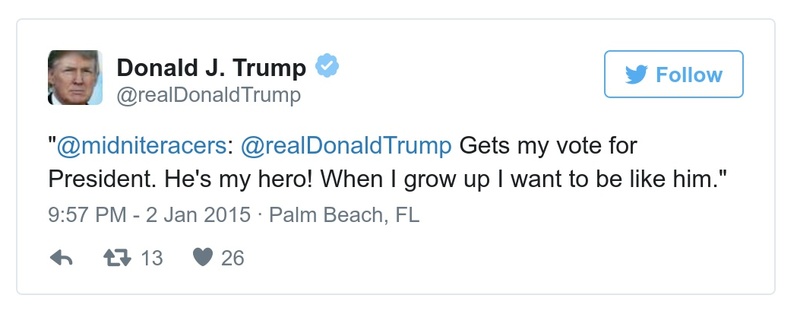 Donald J. Trump
@realDonaldTrump
Follow
"@midniteracers: @realDonaldTrump Gets my vote for
President. He's my hero! When I grow up I want to be like him."
9:57 PM - 2 Jan 2015 · Palm Beach, FL
13 26